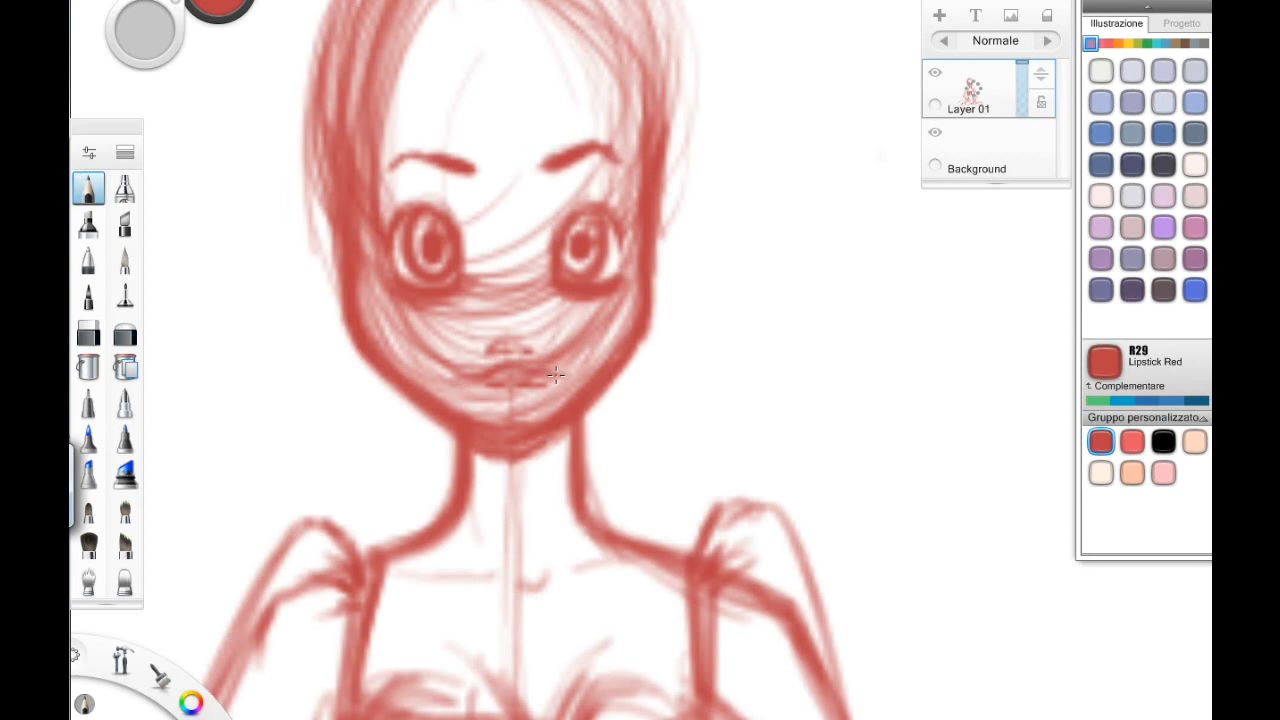 Normale
Layer 01
Background
Illustrazione
Progetto
R29
Lipstick Red
Complementare
Gruppo personalizzato